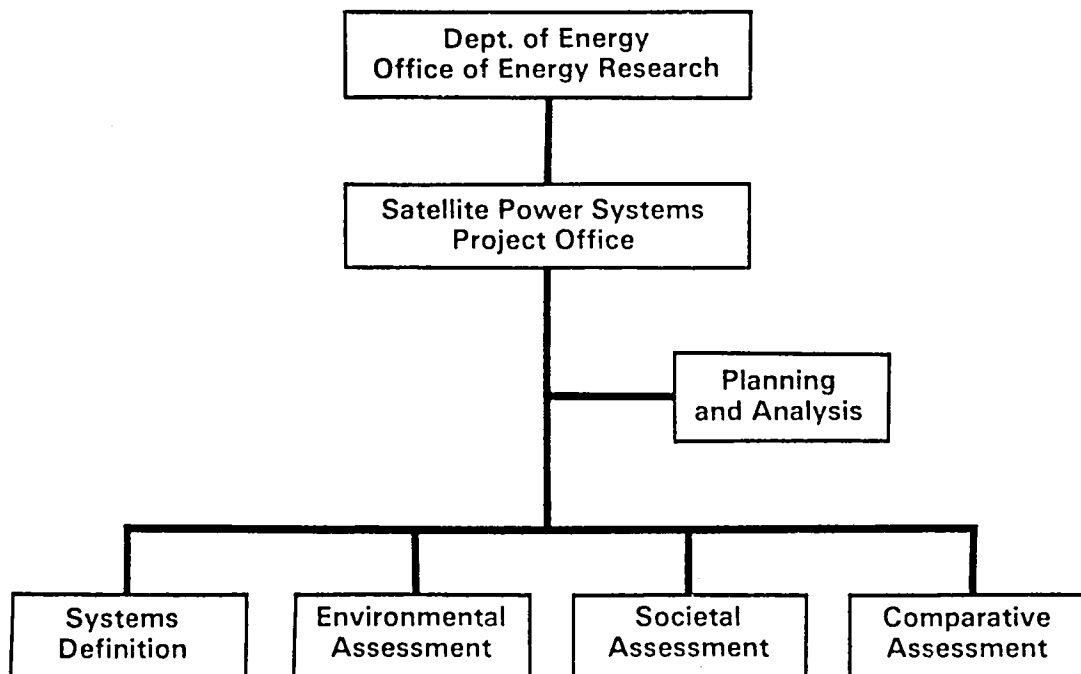 Dept. of Energy
Office of Energy Research
Satellite Power Systems
Project Office
Planning
and Analysis
Systems
Definition
Environmental
Assessment
Societal
Assessment
Comparative
Assessment